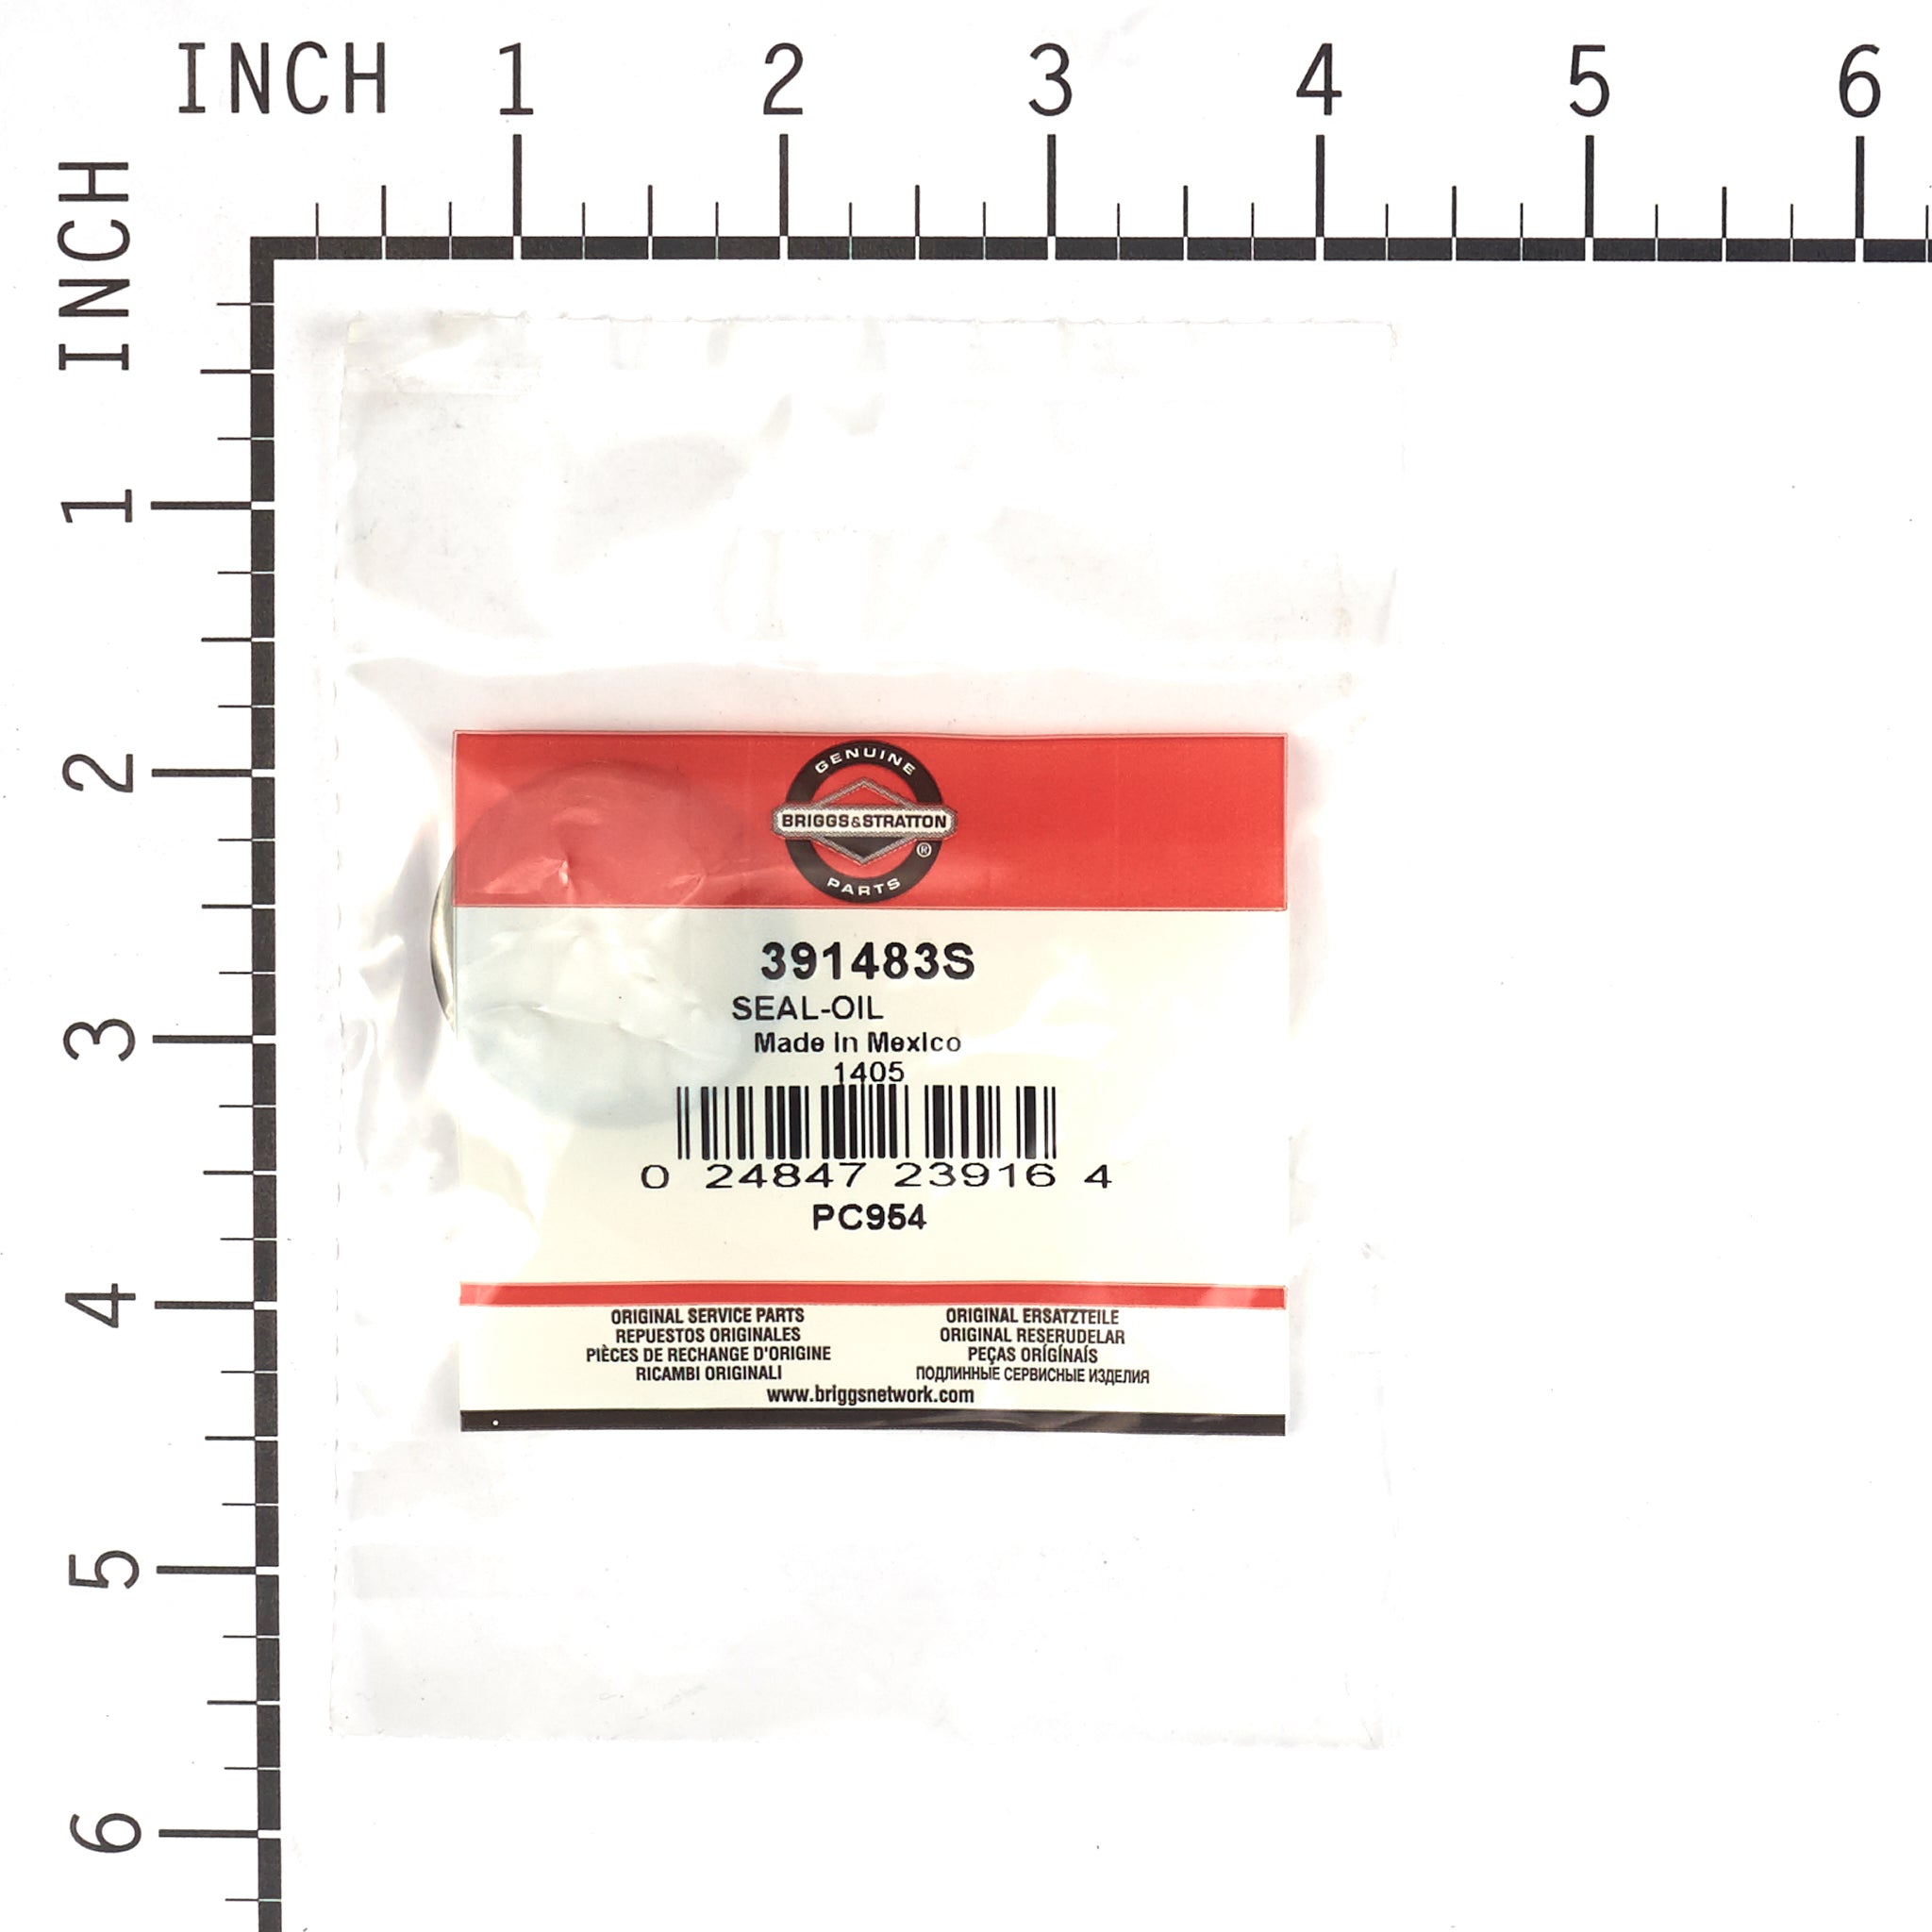 INCH 1 2 3 4 5 6
INCH 1 2 3 4 5 6
GENUINE
BRIGGS&STRATTON
®
PARTS
391483S
SEAL-OIL
Made in Mexico
1405
0 24847 23916 4
PC954
ORIGINAL SERVICE PARTS
REPUESTOS ORIGINALES
PIÈCES DE RECHANGE D'ORIGINE
RICAMBI ORIGINALI
ORIGINAL ERSATZTEILE
ORIGINAL RESERUDELAR
PEÇAS ORÍGÍNAÍS
ПОДЛИННЫЕ СЕРВИСНЫЕ ИЗДЕЛИЯ
www.briggsnetwork.com